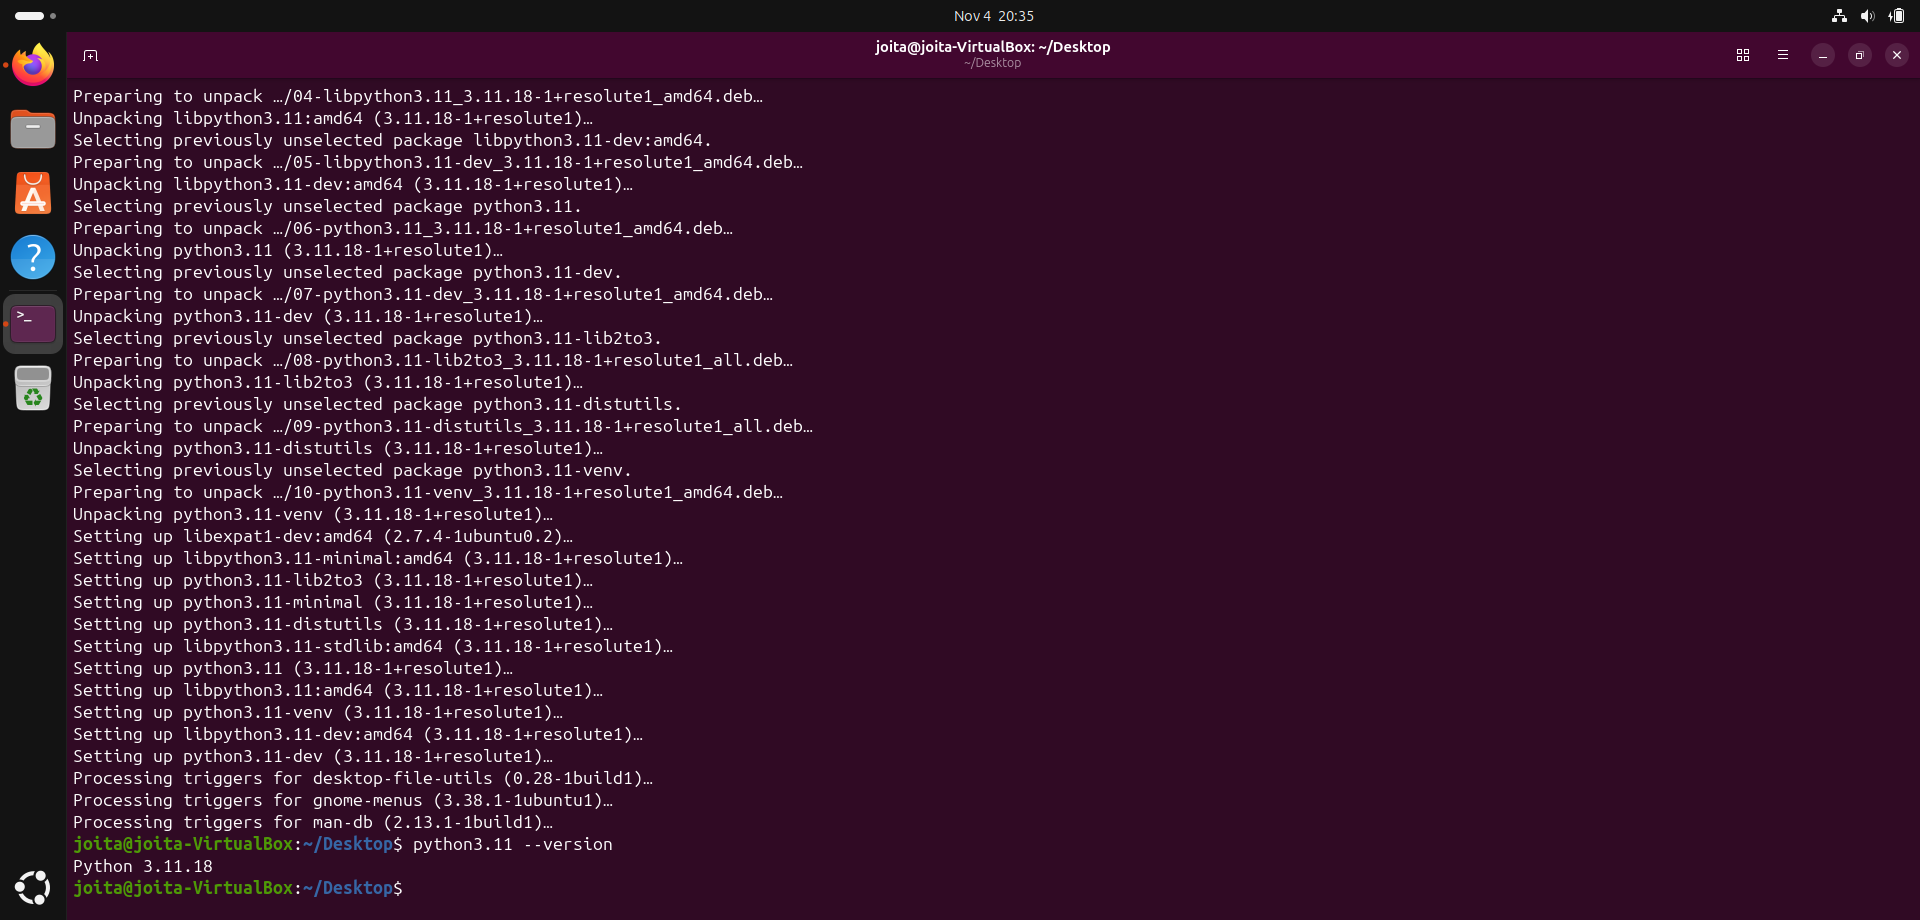 Nov 4 20:35
joita@joita-VirtualBox: ~/Desktop
~/Desktop
Preparing to unpack …/04-libpython3.11_3.11.18-1+resolute1_amd64.deb…
Unpacking libpython3.11:amd64 (3.11.18-1+resolute1)…
Selecting previously unselected package libpython3.11-dev:amd64.
Preparing to unpack …/05-libpython3.11-dev_3.11.18-1+resolute1_amd64.deb…
Unpacking libpython3.11-dev:amd64 (3.11.18-1+resolute1)…
Selecting previously unselected package python3.11.
Preparing to unpack …/06-python3.11_3.11.18-1+resolute1_amd64.deb…
Unpacking python3.11 (3.11.18-1+resolute1)…
Selecting previously unselected package python3.11-dev.
Preparing to unpack …/07-python3.11-dev_3.11.18-1+resolute1_amd64.deb…
Unpacking python3.11-dev (3.11.18-1+resolute1)…
Selecting previously unselected package python3.11-lib2to3.
Preparing to unpack …/08-python3.11-lib2to3_3.11.18-1+resolute1_all.deb…
Unpacking python3.11-lib2to3 (3.11.18-1+resolute1)…
Selecting previously unselected package python3.11-distutils.
Preparing to unpack …/09-python3.11-distutils_3.11.18-1+resolute1_all.deb…
Unpacking python3.11-distutils (3.11.18-1+resolute1)…
Selecting previously unselected package python3.11-venv.
Preparing to unpack …/10-python3.11-venv_3.11.18-1+resolute1_amd64.deb…
Unpacking python3.11-venv (3.11.18-1+resolute1)…
Setting up libexpat1-dev:amd64 (2.7.4-1ubuntu0.2)…
Setting up libpython3.11-minimal:amd64 (3.11.18-1+resolute1)…
Setting up python3.11-lib2to3 (3.11.18-1+resolute1)…
Setting up python3.11-minimal (3.11.18-1+resolute1)…
Setting up python3.11-distutils (3.11.18-1+resolute1)…
Setting up libpython3.11-stdlib:amd64 (3.11.18-1+resolute1)…
Setting up python3.11 (3.11.18-1+resolute1)…
Setting up libpython3.11:amd64 (3.11.18-1+resolute1)…
Setting up python3.11-venv (3.11.18-1+resolute1)…
Setting up libpython3.11-dev:amd64 (3.11.18-1+resolute1)…
Setting up python3.11-dev (3.11.18-1+resolute1)…
Processing triggers for desktop-file-utils (0.28-1build1)…
Processing triggers for gnome-menus (3.38.1-1ubuntu1)…
Processing triggers for man-db (2.13.1-1build1)…
joita@joita-VirtualBox:~/Desktop$ python3.11 --version
Python 3.11.18
joita@joita-VirtualBox:~/Desktop$